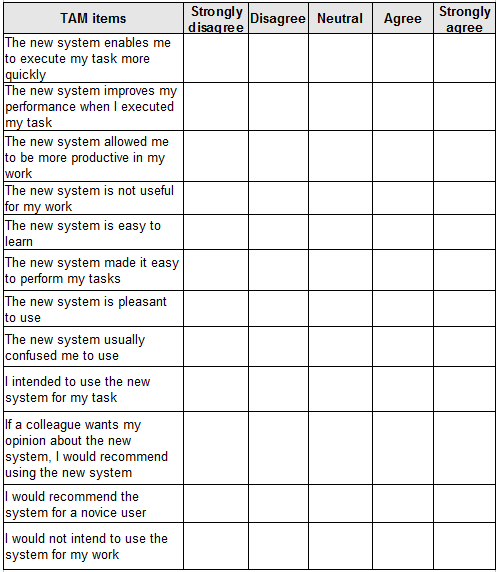 TAM items Strongly disagree Disagree Neutral Agree Strongly agree
The new system enables me
to execute my task more
quickly
The new system improves my
performance when I executed
my task
The new system allowed me
to be more productive in my
work
The new system is not useful
for my work
The new system is easy to
learn
The new system made it easy
to perform my tasks
The new system is pleasant
to use
The new system usually
confused me to use
I intended to use the new
system for my task
If a colleague wants my
opinion about the new
system, I would recommend
using the new system
I would recommend the
system for a novice user
I would not intend to use the
system for my work